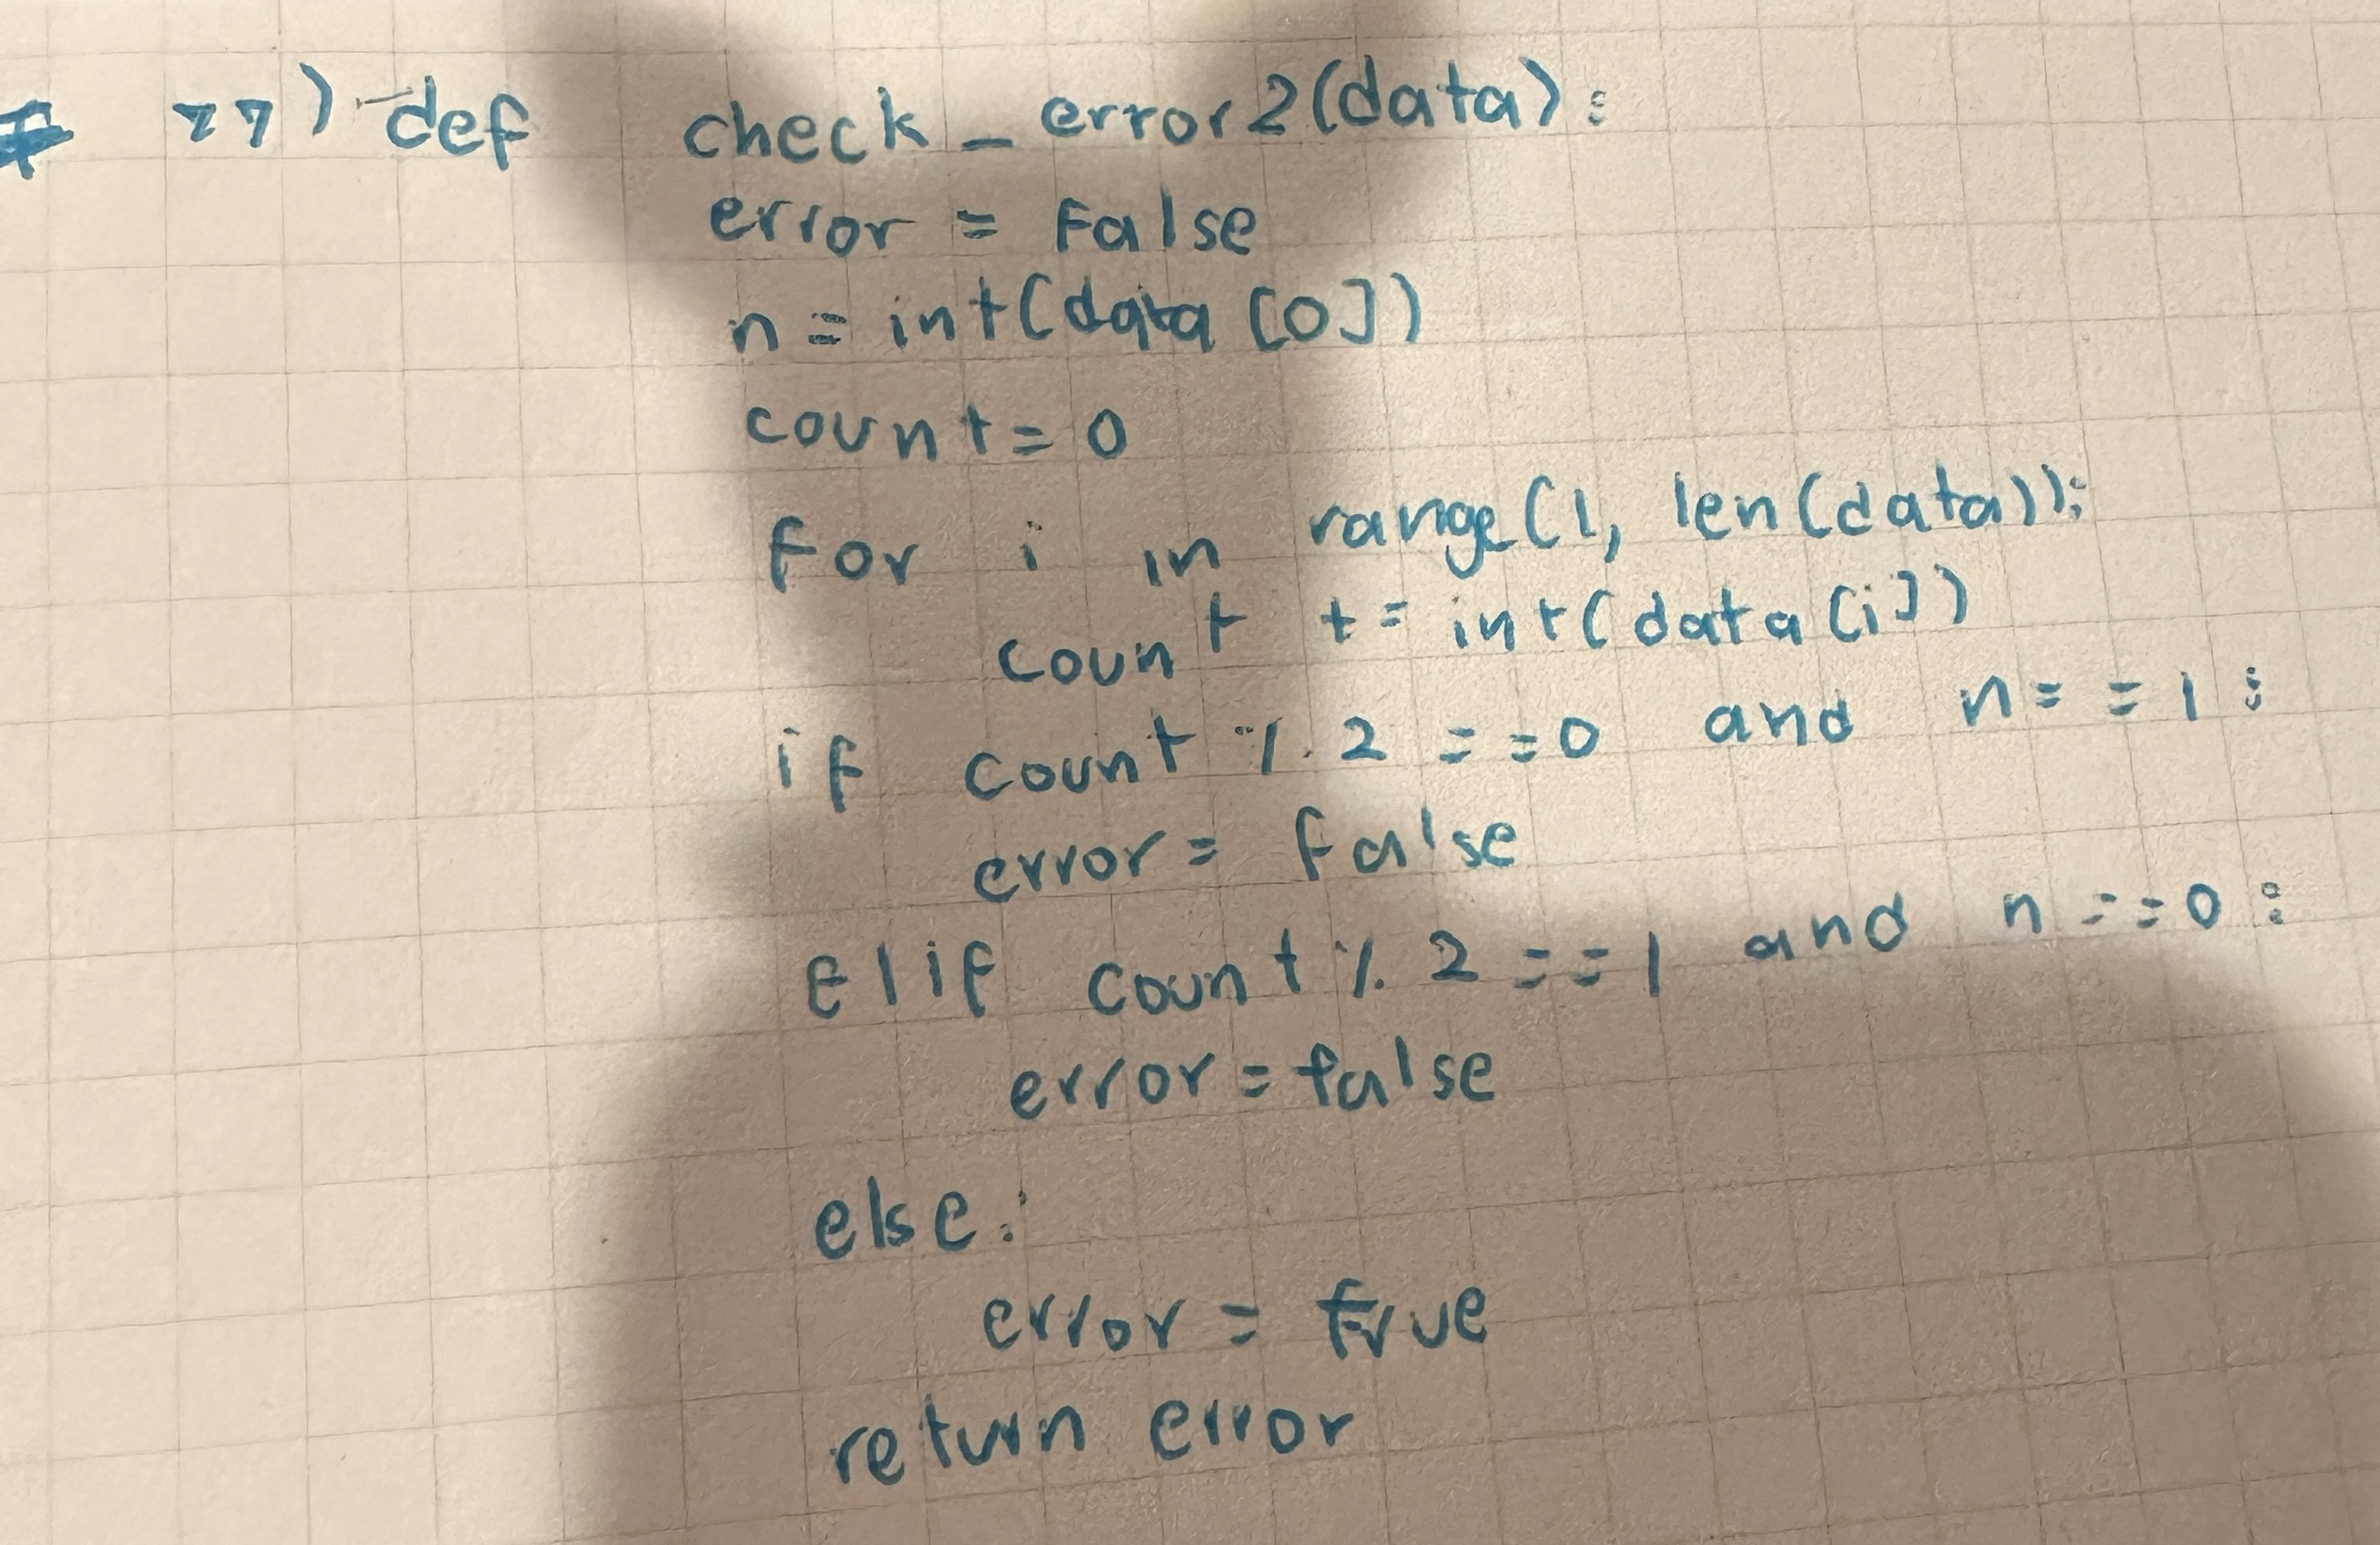 77) def check_error2(data):
error = False
n = int(data[0])
count = 0
for i in range(1, len(data)):
count += int(data[i])
if count % 2 == 0 and n == 1:
error = false
elif count % 2 == 1 and n == 0:
error = false
else:
error = true
return error